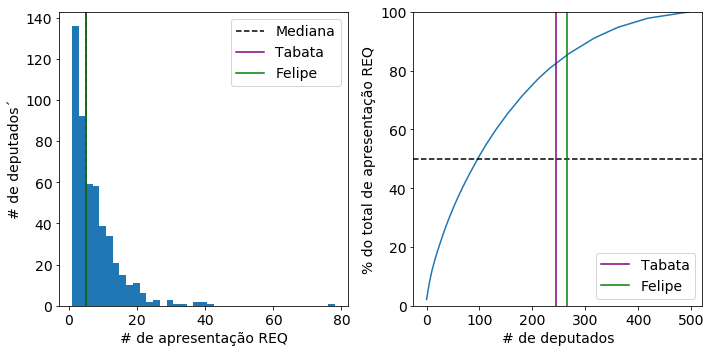 140
120
100
80
60
40
20
0
# de deputados´
0 20 40 60 80
# de apresentação REQ
Mediana
Tabata
Felipe
100
80
60
40
20
0
% do total de apresentação REQ
0 100 200 300 400 500
# de deputados
Tabata
Felipe